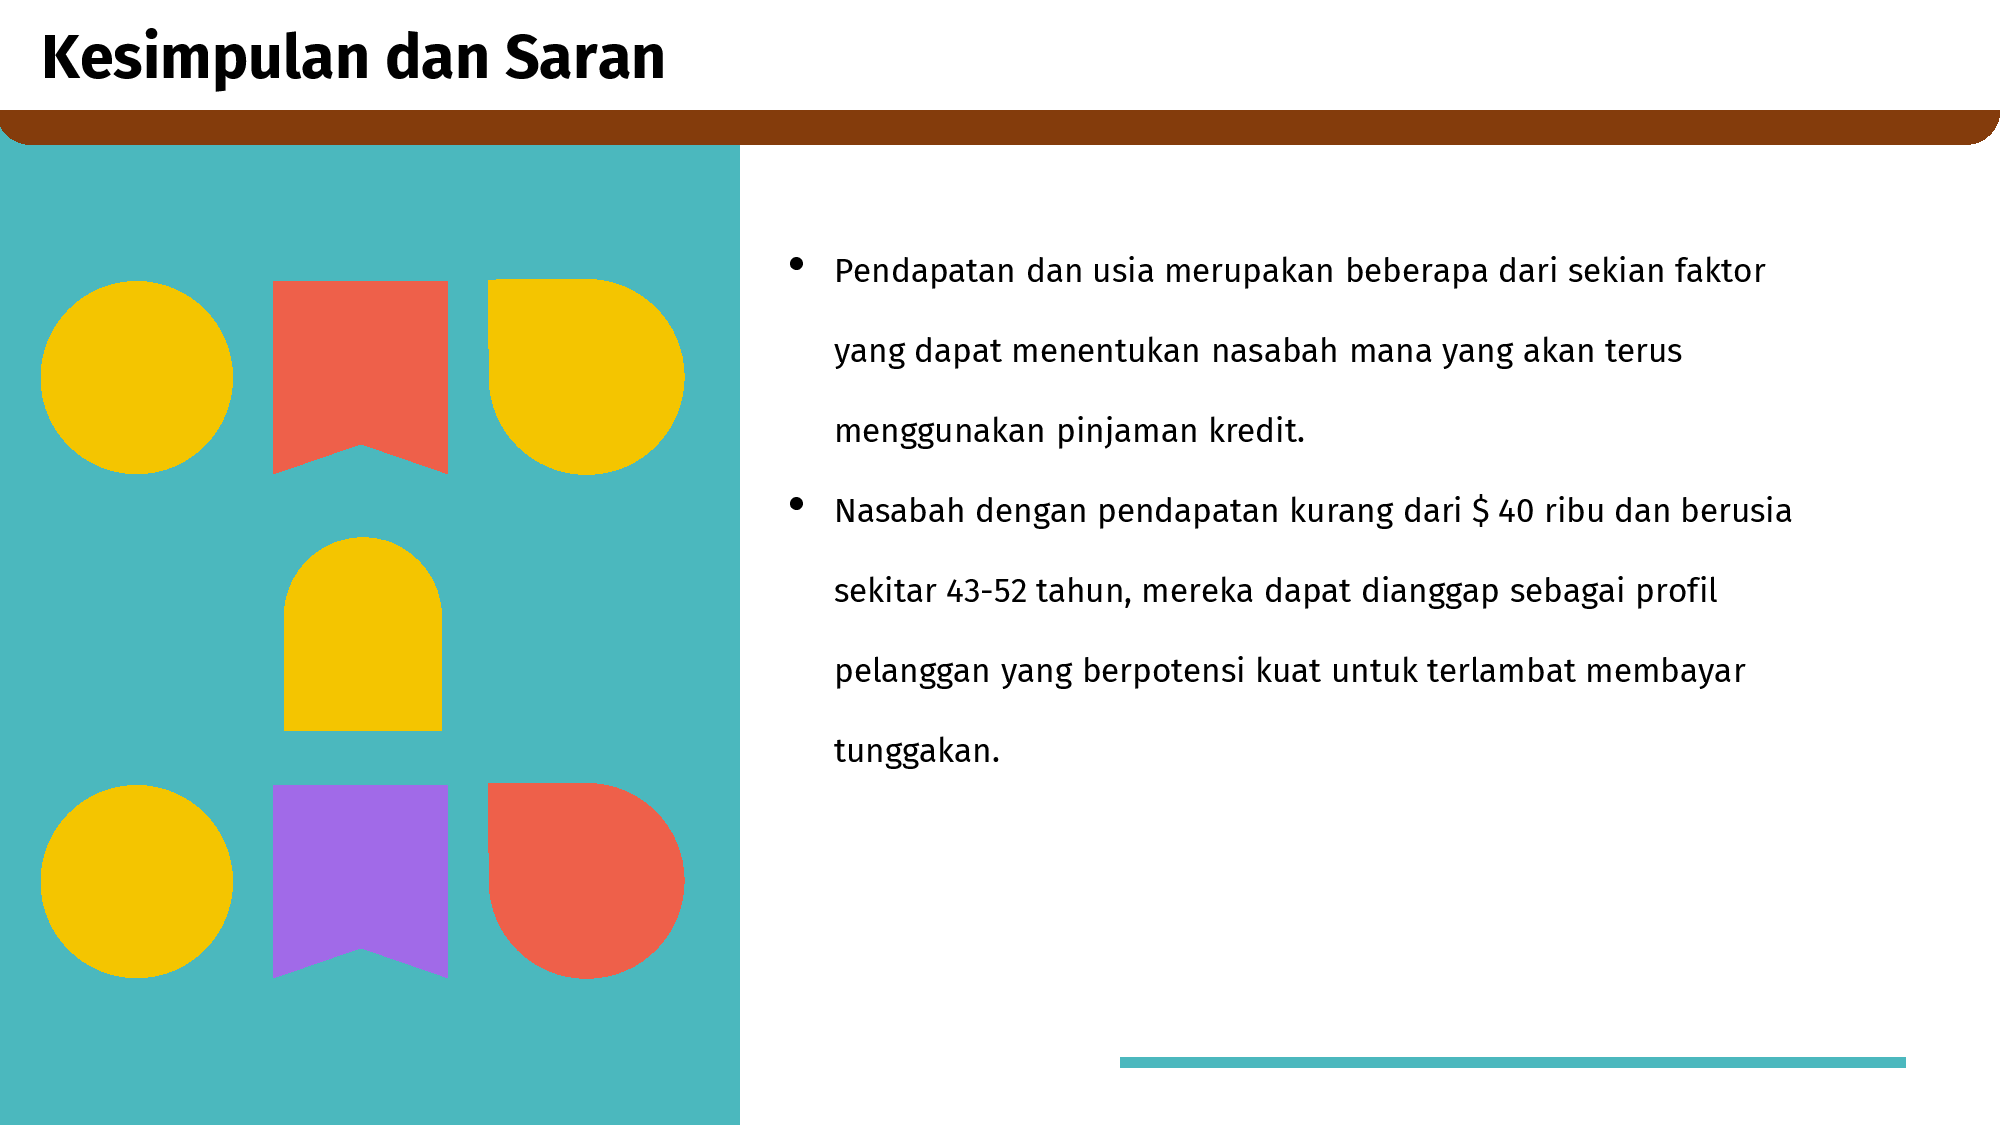 Kesimpulan dan Saran
• Pendapatan dan usia merupakan beberapa dari sekian faktor
yang dapat menentukan nasabah mana yang akan terus
menggunakan pinjaman kredit.
• Nasabah dengan pendapatan kurang dari $ 40 ribu dan berusia
sekitar 43-52 tahun, mereka dapat dianggap sebagai profil
pelanggan yang berpotensi kuat untuk terlambat membayar
tunggakan.